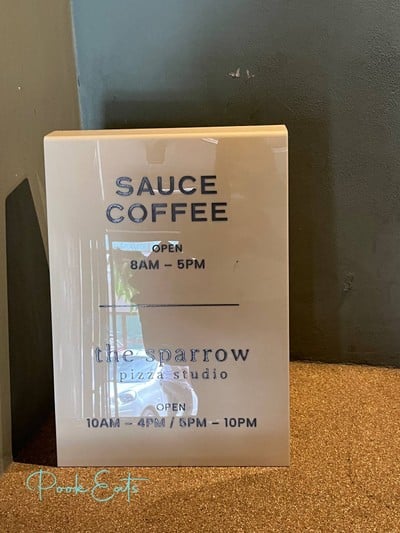 SAUCE
COFFEE
OPEN
8AM – 5PM
the sparrow
pizza studio
OPEN
10AM – 4PM / 5PM – 10PM
Pook Eats